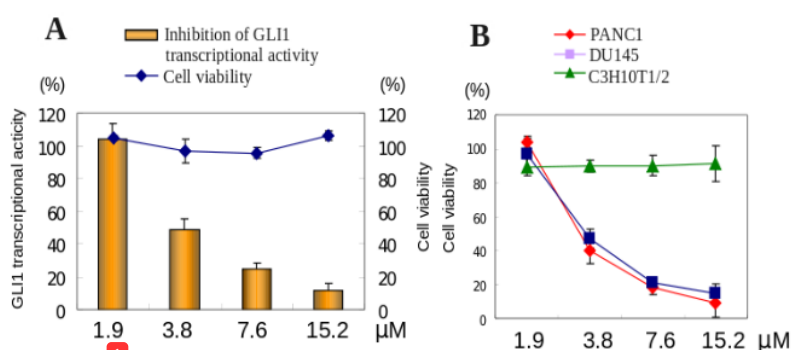 A
Inhibition of GLI1
transcriptional activity
Cell viability
(%)
(%)
GLI1 transcriptional acticity
120
100
80
60
40
20
0
120
100
80
60
40
20
0
Cell viability
1.9 3.8 7.6 15.2 µM
B
PANC1
DU145
C3H10T1/2
(%)
Cell viability
120
100
80
60
40
20
0
1.9 3.8 7.6 15.2 µM